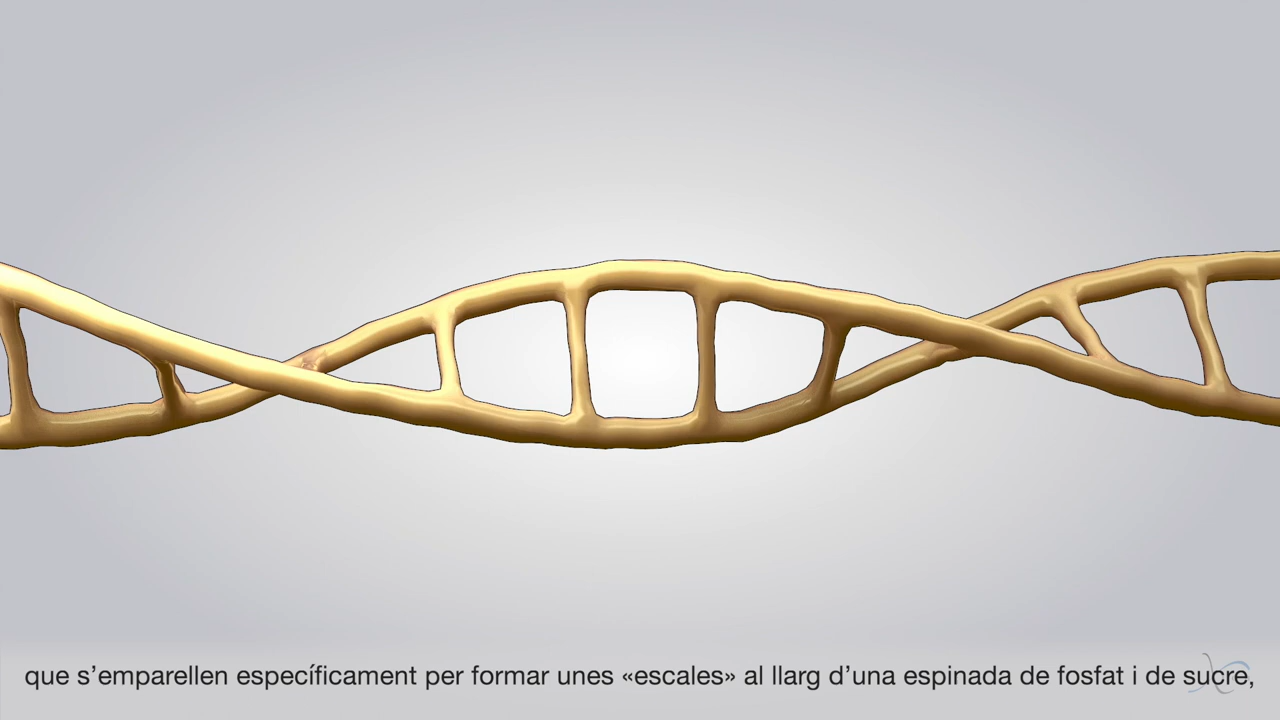 que s’emparellen específicament per formar unes «escales» al llarg d’una espinada de fosfat i de sucre,